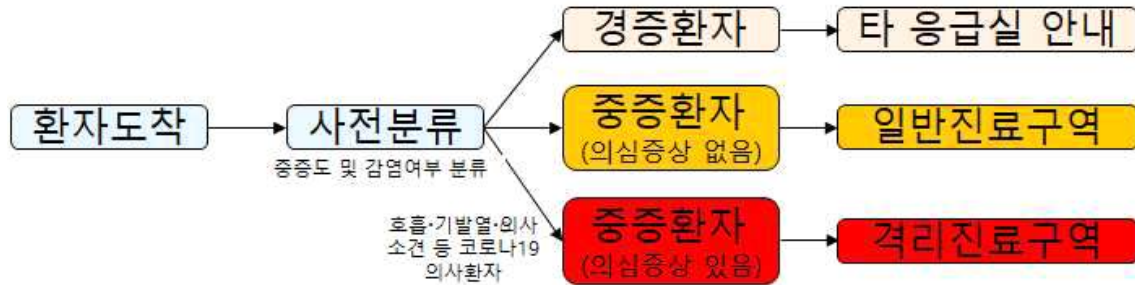 환자도착
사전분류
중증도 및 감염여부 분류
호흡·기발열·의사
소견 등 코로나19
의사환자
경증환자
타 응급실 안내
중증환자
(의심증상 없음)
일반진료구역
중증환자
(의심증상 있음)
격리진료구역